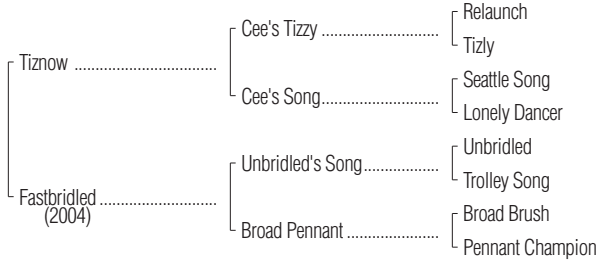 Relaunch
Cee's Tizzy ..........................
Tizly
Tiznow ................................
Seattle Song
Cee's Song..........................
Lonely Dancer
Unbridled
Unbridled's Song.................
Trolley Song
Fastbridled..........................
(2004)
Broad Brush
Broad Pennant ....................
Pennant Champion